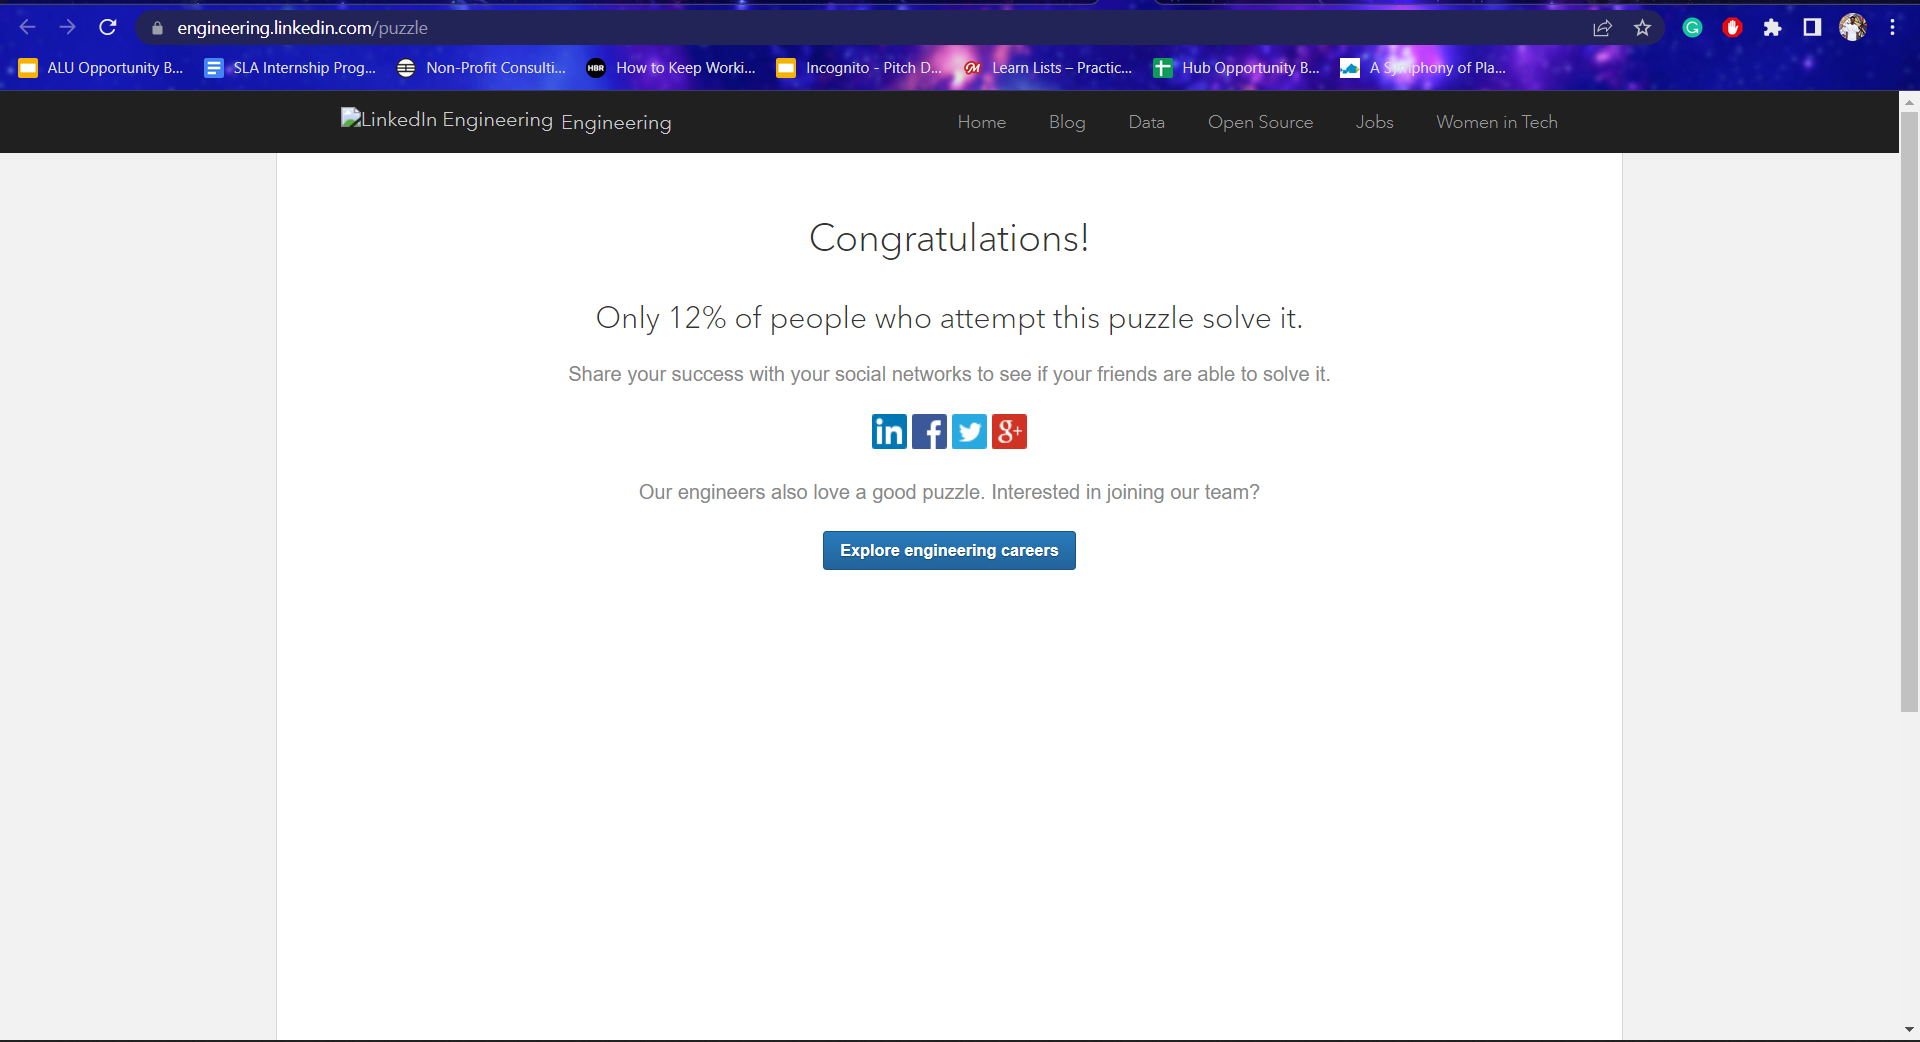 engineering.linkedin.com/puzzle
ALU Opportunity B... SLA Internship Prog... Non-Profit Consulti... HBR How to Keep Worki... Incognito - Pitch D... Learn Lists – Practic... Hub Opportunity B... A Symphony of Pla...
LinkedIn Engineering Engineering Home Blog Data Open Source Jobs Women in Tech
Congratulations!
Only 12% of people who attempt this puzzle solve it.
Share your success with your social networks to see if your friends are able to solve it.
in f g+
Our engineers also love a good puzzle. Interested in joining our team?
Explore engineering careers